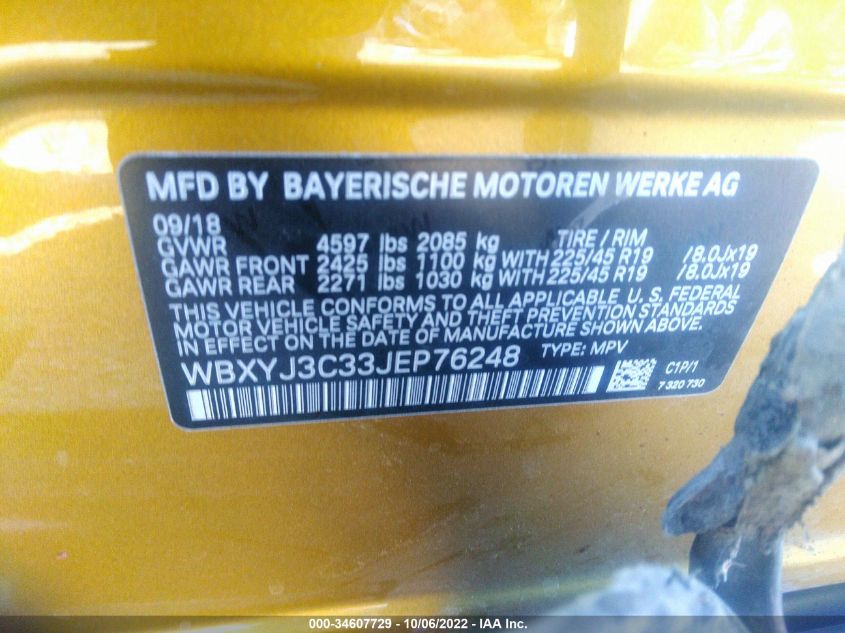 MFD BY BAYERISCHE MOTOREN WERKE AG
09/18
GVWR 4597 lbs 2085 kg TIRE / RIM
GAWR FRONT 2425 lbs 1100 kg WITH 225/45 R19 /8.0Jx19
GAWR REAR 2271 lbs 1030 kg WITH 225/45 R19 /8.0Jx19
THIS VEHICLE CONFORMS TO ALL APPLICABLE U. S. FEDERAL
MOTOR VEHICLE SAFETY AND THEFT PREVENTION STANDARDS
IN EFFECT ON THE DATE OF MANUFACTURE SHOWN ABOVE.
WBXYJ3C33JEP76248 TYPE: MPV
C1P/1
7 320 730
000-34607729 - 10/06/2022 - IAA Inc.